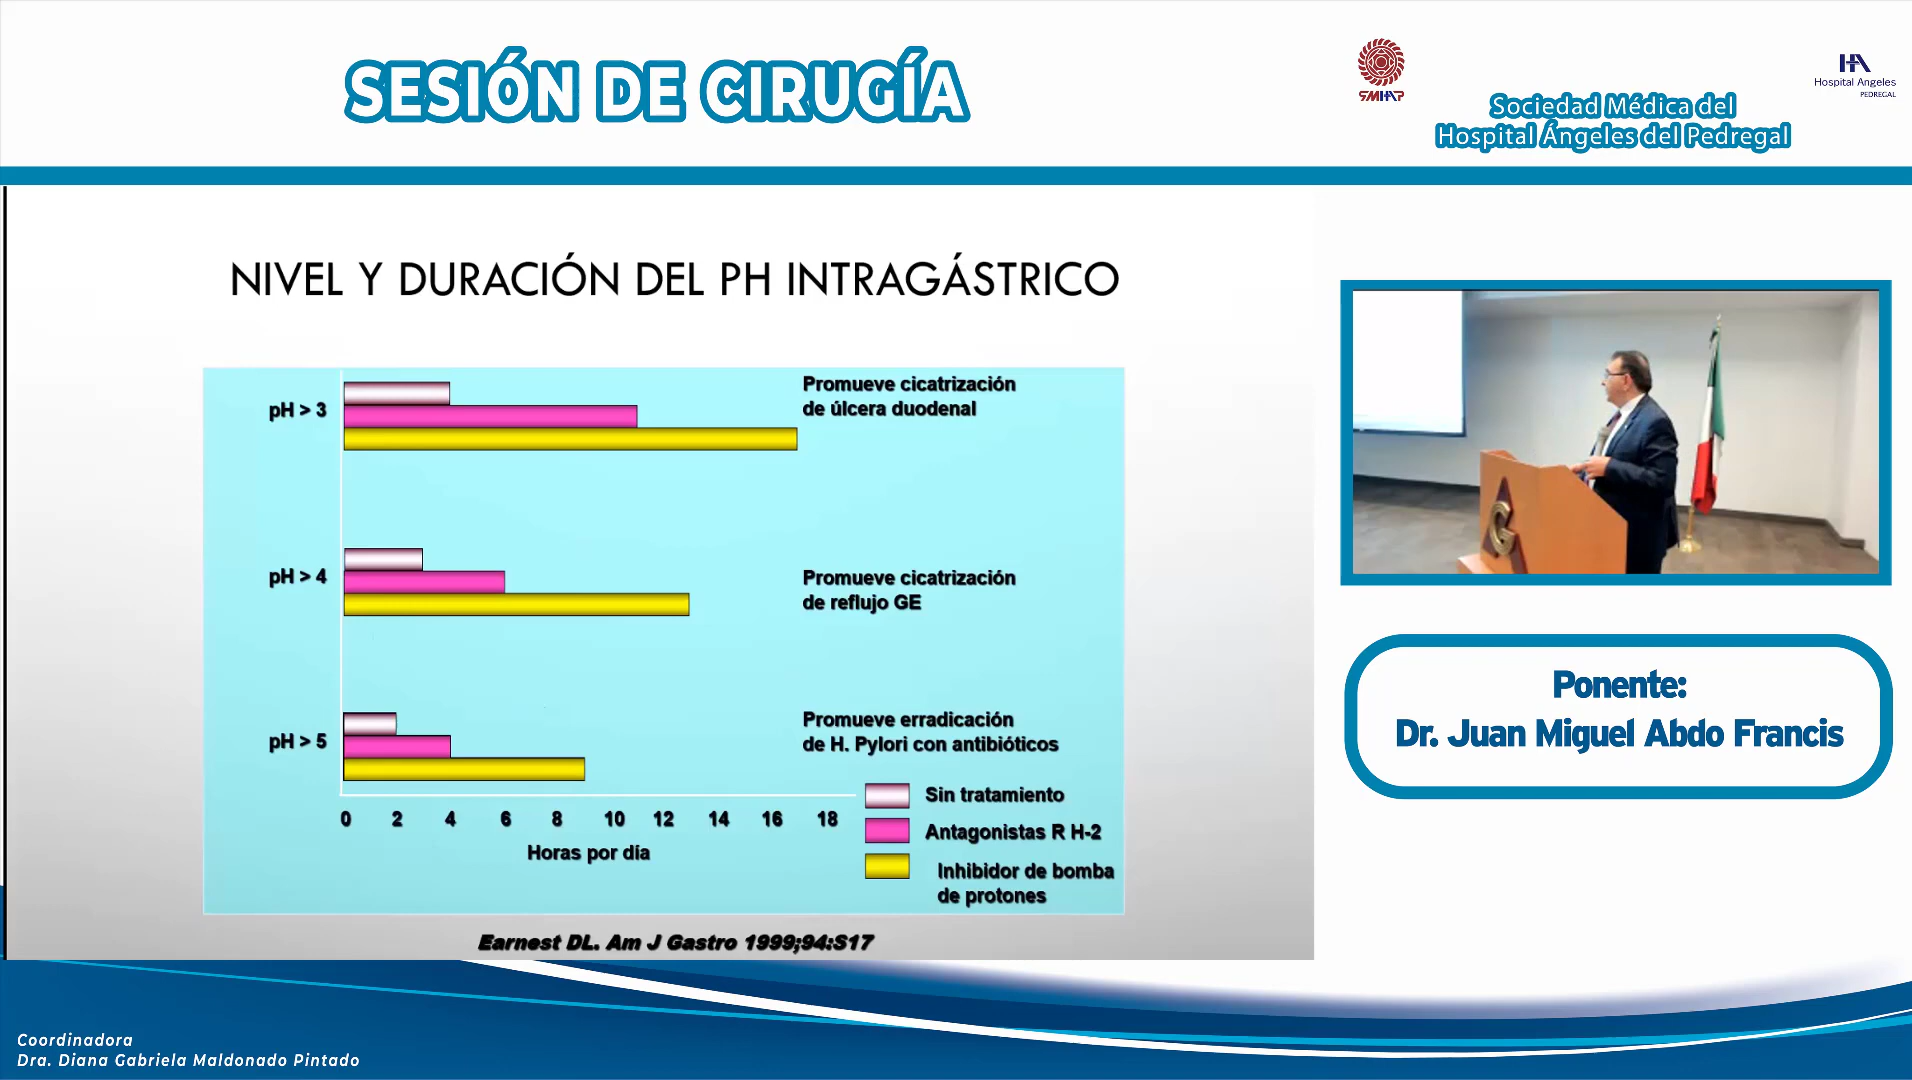 SESIÓN DE CIRUGÍA
SMHAP
HA
Hospital Angeles
PEDREGAL
Sociedad Médica del
Hospital Ángeles del Pedregal
NIVEL Y DURACIÓN DEL PH INTRAGÁSTRICO
pH > 3
Promueve cicatrización
de úlcera duodenal
pH > 4
Promueve cicatrización
de reflujo GE
pH > 5
Promueve erradicación
de H. Pylori con antibióticos
0 2 4 6 8 10 12 14 16 18
Horas por día
Sin tratamiento
Antagonistas R H-2
Inhibidor de bomba
de protones
Earnest DL. Am J Gastro 1999;94:S17
G
Ponente:
Dr. Juan Miguel Abdo Francis
Coordinadora
Dra. Diana Gabriela Maldonado Pintado